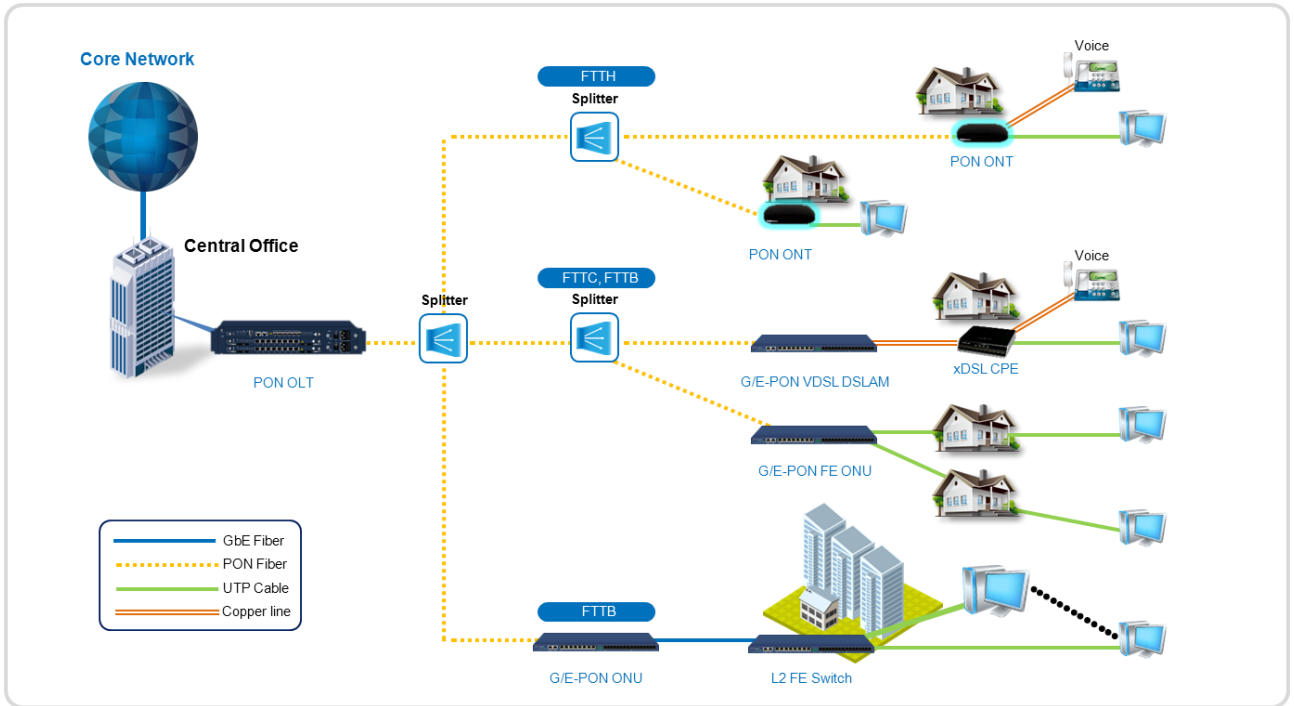 Core Network
Central Office
PON OLT
Splitter
FTTH
Splitter
Voice
PON ONT
PON ONT
FTTC, FTTB
Splitter
Voice
G/E-PON VDSL DSLAM
xDSL CPE
G/E-PON FE ONU
FTTB
G/E-PON ONU
L2 FE Switch
GbE Fiber
PON Fiber
UTP Cable
Copper line